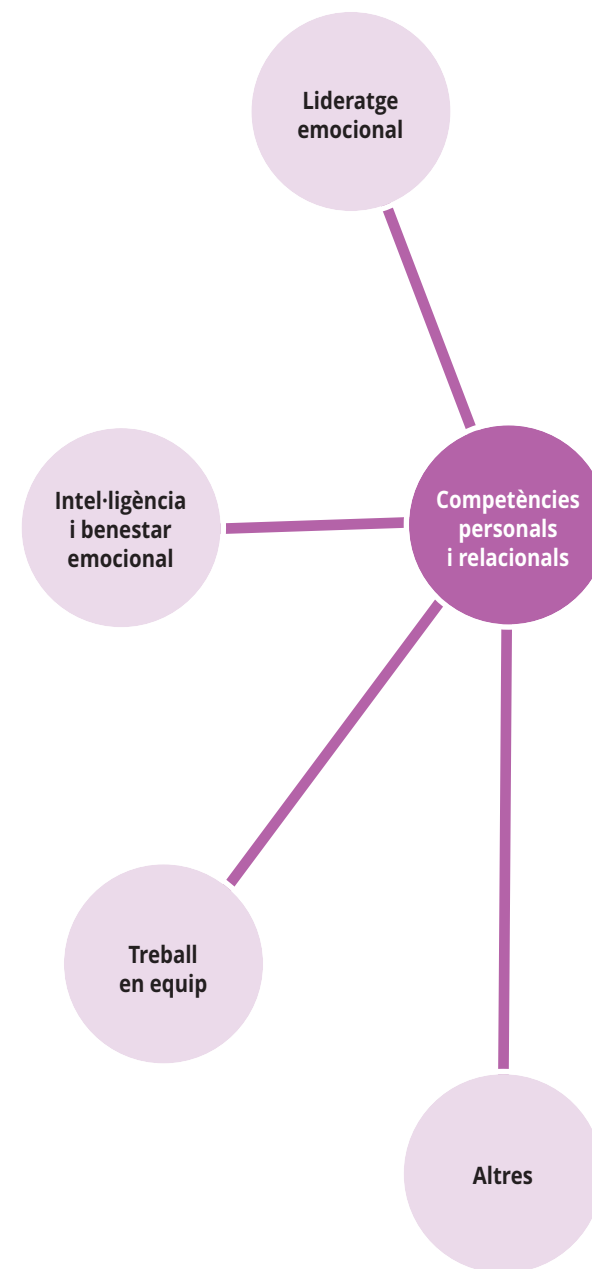 Lideratge
emocional
Intel·ligència
i benestar
emocional
Competències
personals
i relacionals
Treball
en equip
Altres